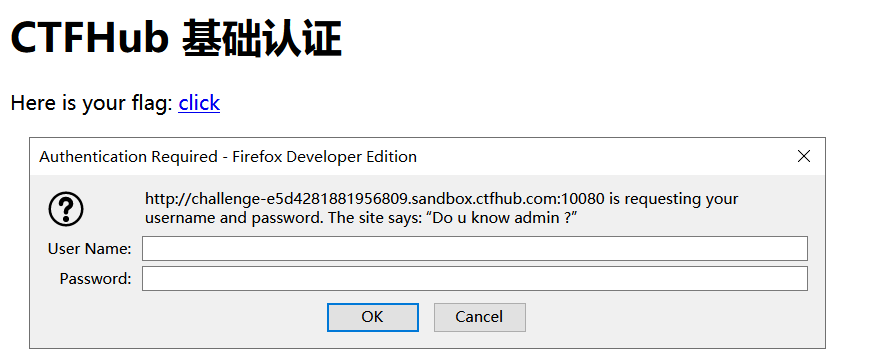 CTFHub 基础认证
Here is your flag: click
Authentication Required - Firefox Developer Edition
http://challenge-e5d4281881956809.sandbox.ctfhub.com:10080 is requesting your
username and password. The site says: “Do u know admin ?”
User Name:
Password:
OK Cancel